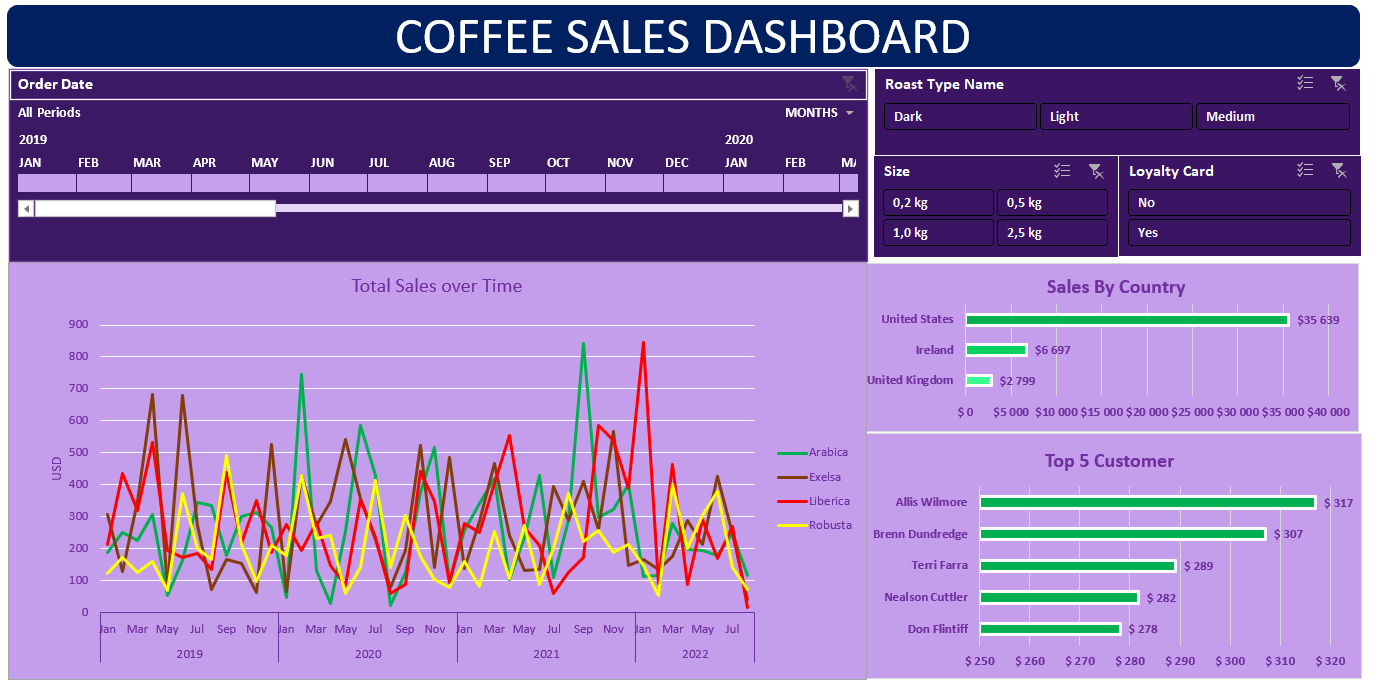 COFFEE SALES DASHBOARD
Order Date
All Periods
MONTHS
2019 2020
JAN FEB MAR APR MAY JUN JUL AUG SEP OCT NOV DEC JAN FEB
Roast Type Name
Dark Light Medium
Size
0,2 kg 0,5 kg
1,0 kg 2,5 kg
Loyalty Card
No
Yes
Total Sales over Time
USD
900
800
700
600
500
400
300
200
100
0
Jan Mar May Jul Sep Nov Jan Mar May Jul Sep Nov Jan Mar May Jul Sep Nov Jan Mar May Jul
2019 2020 2021 2022
Arabica
Exelsa
Liberica
Robusta
Sales By Country
United States $35 639
Ireland $6 697
United Kingdom $2 799
$ 0 $5 000 $10 000 $15 000 $20 000 $25 000 $30 000 $35 000 $40 000
Top 5 Customer
Allis Wilmore $ 317
Brenn Dundredge $ 307
Terri Farra $ 289
Nealson Cuttler $ 282
Don Flintiff $ 278
$ 250 $ 260 $ 270 $ 280 $ 290 $ 300 $ 310 $ 320